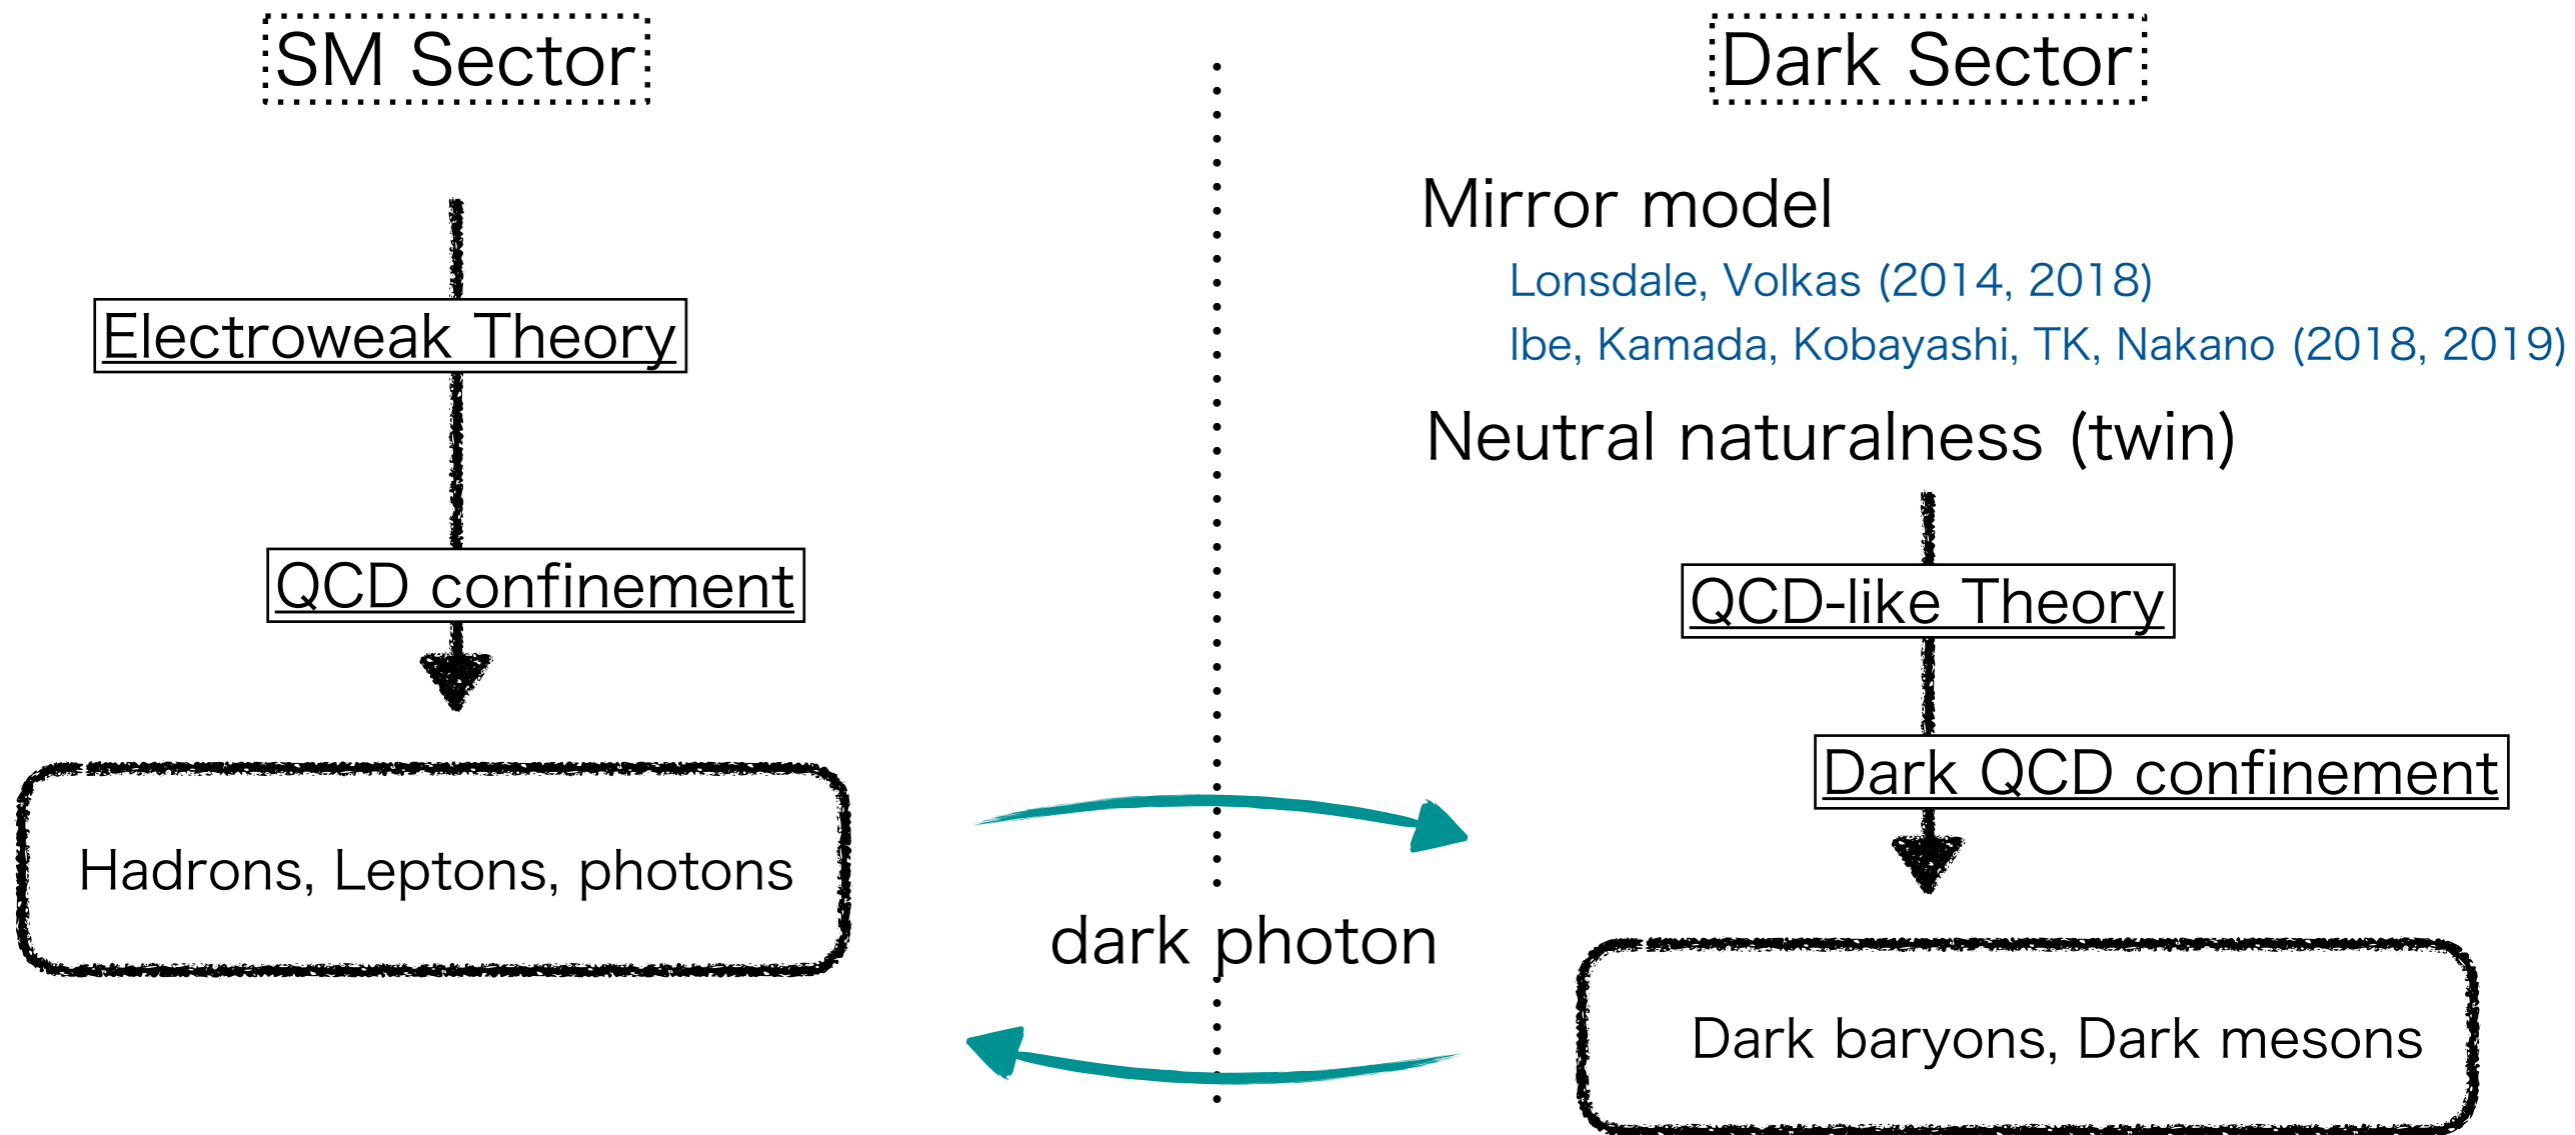 SM Sector
Electroweak Theory
QCD confinement
Hadrons, Leptons, photons
dark photon
Dark Sector
Mirror model
Lonsdale, Volkas (2014, 2018)
Ibe, Kamada, Kobayashi, TK, Nakano (2018, 2019)
Neutral naturalness (twin)
QCD-like Theory
Dark QCD confinement
Dark baryons, Dark mesons